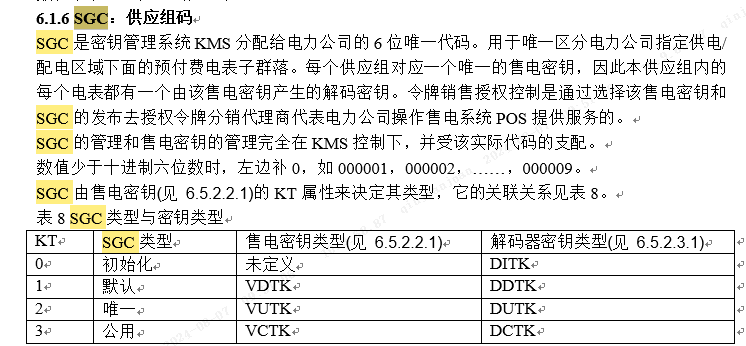 6.1.6 SGC：供应组码
SGC 是密钥管理系统 KMS 分配给电力公司的 6 位唯一代码。用于唯一区分电力公司指定供电/
配电区域下面的预付费电表子群落。每个供应组对应一个唯一的售电密钥，因此本供应组内的
每个电表都有一个由该售电密钥产生的解码密钥。令牌销售授权控制是通过选择该售电密钥和
SGC 的发布去授权令牌分销代理商代表电力公司操作售电系统 POS 提供服务的。
SGC 的管理和售电密钥的管理完全在 KMS 控制下，并受该实际代码的支配。
数值少于十进制六位数时，左边补 0，如 000001，000002，……，000009。
SGC 由售电密钥(见 6.5.2.2.1)的 KT 属性来决定其类型，它的关联关系见表 8。
表 8 SGC 类型与密钥类型
KT SGC 类型 售电密钥类型(见 6.5.2.2.1) 解码器密钥类型(见 6.5.2.3.1)
0 初始化 未定义 DITK
1 默认 VDTK DDTK
2 唯一 VUTK DUTK
3 公用 VCTK DCTK